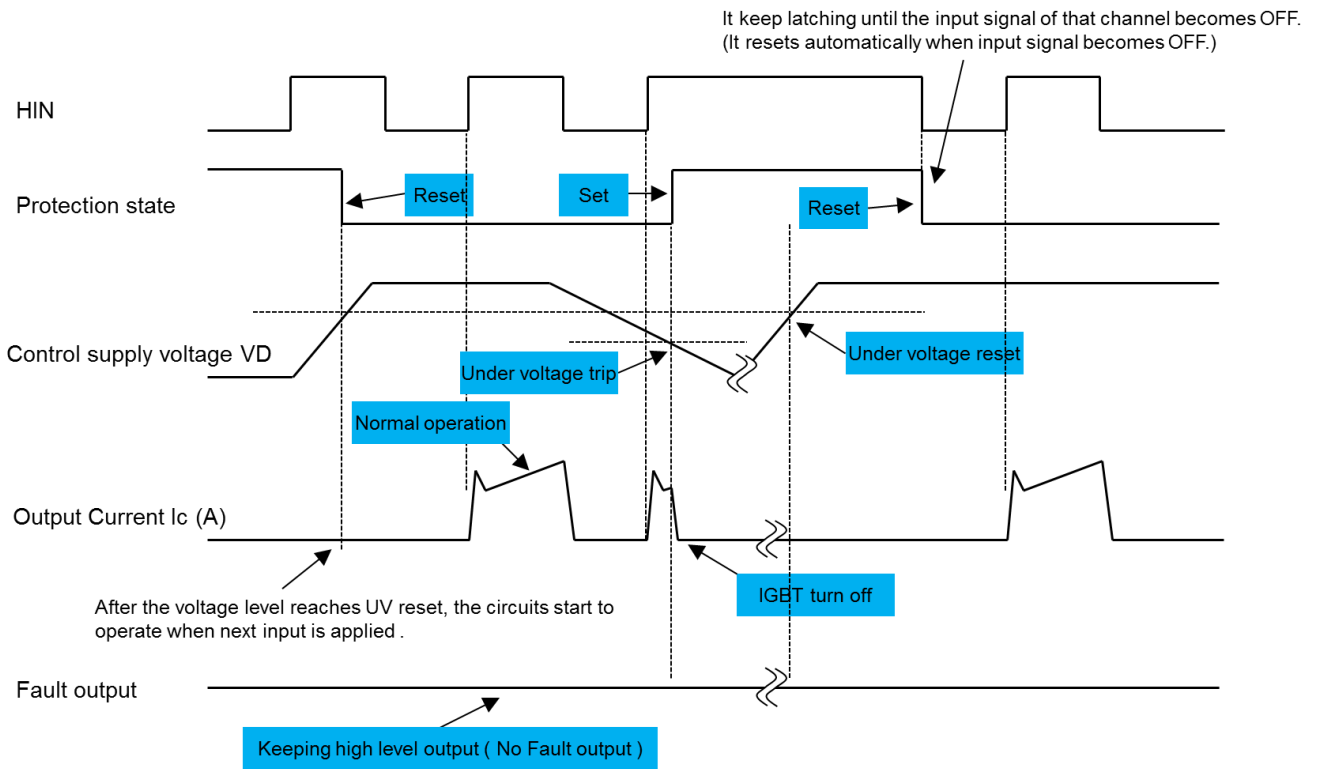 It keep latching until the input signal of that channel becomes OFF.
(It resets automatically when input signal becomes OFF.)
HIN
Protection state
Reset
Set
Reset
Control supply voltage VD
Under voltage trip
Under voltage reset
Normal operation
Output Current Ic (A)
IGBT turn off
After the voltage level reaches UV reset, the circuits start to
operate when next input is applied .
Fault output
Keeping high level output ( No Fault output )